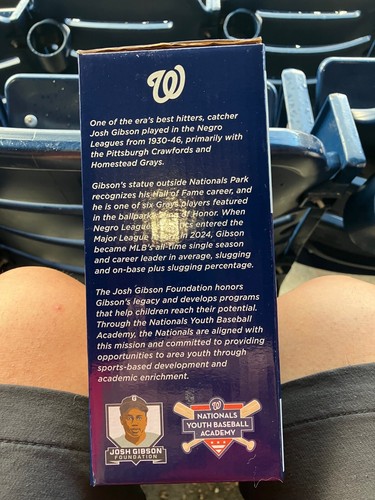 W
One of the era's best hitters, catcher
Josh Gibson played in the Negro
Leagues from 1930-46, primarily with
the Pittsburgh Crawfords and
Homestead Grays.
Gibson's statue outside Nationals Park
recognizes his Hall of Fame career, and
he is one of six Grays players featured
in the ballpark's Ring of Honor. When
Negro Leagues statistics entered the
Major League in 2024, Gibson
became MLB's all-time single season
and career leader in average, slugging
and on-base plus slugging percentage.
The Josh Gibson Foundation honors
Gibson's legacy and develops programs
that help children reach their potential.
Through the Nationals Youth Baseball
Academy, the Nationals are aligned with
this mission and committed to providing
opportunities to area youth through
sports-based development and
academic enrichment.
JOSH GIBSON
FOUNDATION
W
NATIONALS
YOUTH BASEBALL
ACADEMY